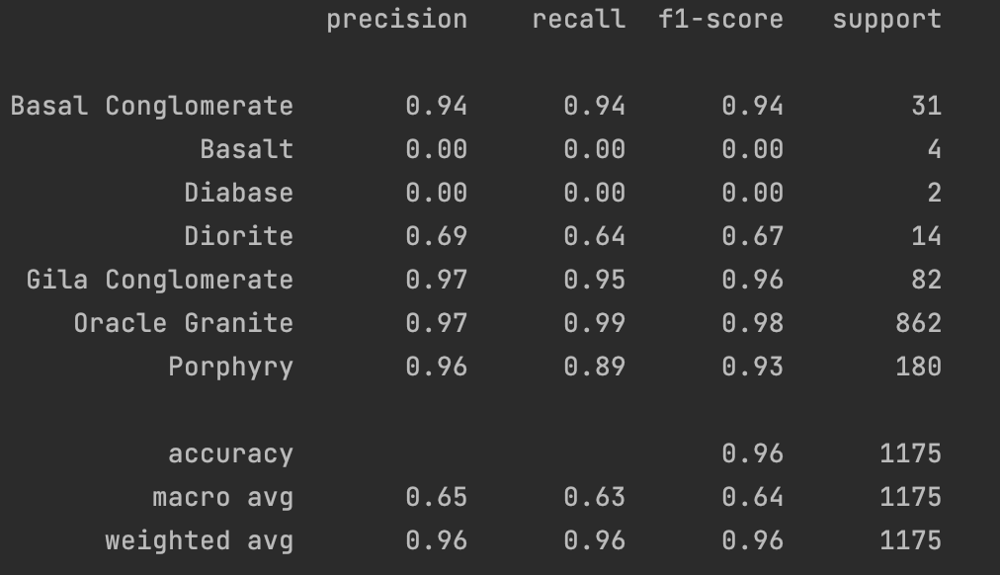 precision recall f1-score support
Basal Conglomerate 0.94 0.94 0.94 31
Basalt 0.00 0.00 0.00 4
Diabase 0.00 0.00 0.00 2
Diorite 0.69 0.64 0.67 14
Gila Conglomerate 0.97 0.95 0.96 82
Oracle Granite 0.97 0.99 0.98 862
Porphyry 0.96 0.89 0.93 180
accuracy 0.96 1175
macro avg 0.65 0.63 0.64 1175
weighted avg 0.96 0.96 0.96 1175